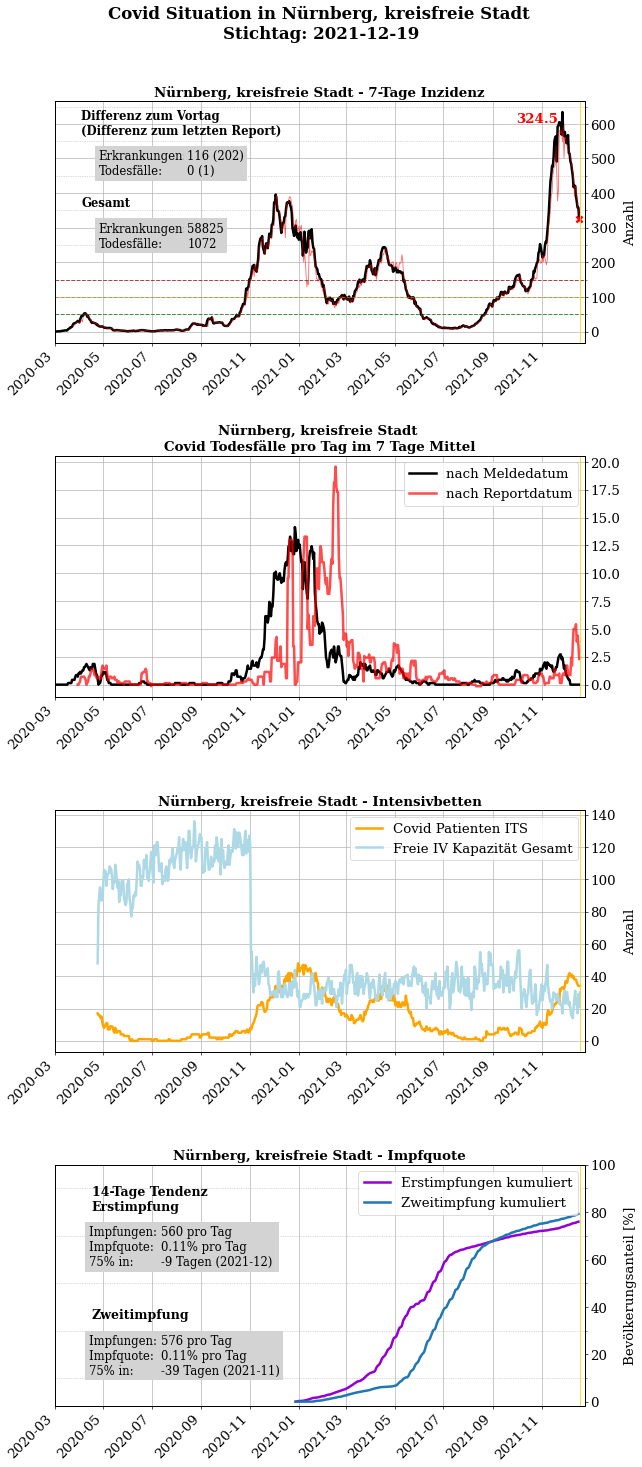 Covid Situation in Nürnberg, kreisfreie Stadt
Stichtag: 2021-12-19
Nürnberg, kreisfreie Stadt - 7-Tage Inzidenz
Differenz zum Vortag
(Differenz zum letzten Report)
Erkrankungen 116 (202)
Todesfälle: 0 (1)
Gesamt
Erkrankungen 58825
Todesfälle: 1072
324.5
600
500
400
300
200
100
0
Anzahl
2020-03
2020-05
2020-07
2020-09
2020-11
2021-01
2021-03
2021-05
2021-07
2021-09
2021-11
Nürnberg, kreisfreie Stadt
Covid Todesfälle pro Tag im 7 Tage Mittel
nach Meldedatum
nach Reportdatum
20.0
17.5
15.0
12.5
10.0
7.5
5.0
2.5
0.0
2020-03
2020-05
2020-07
2020-09
2020-11
2021-01
2021-03
2021-05
2021-07
2021-09
2021-11
Nürnberg, kreisfreie Stadt - Intensivbetten
Covid Patienten ITS
Freie IV Kapazität Gesamt
140
120
100
80
60
40
20
0
Anzahl
2020-03
2020-05
2020-07
2020-09
2020-11
2021-01
2021-03
2021-05
2021-07
2021-09
2021-11
Nürnberg, kreisfreie Stadt - Impfquote
14-Tage Tendenz
Erstimpfung
Impfungen: 560 pro Tag
Impfquote: 0.11% pro Tag
75% in: -9 Tagen (2021-12)
Zweitimpfung
Impfungen: 576 pro Tag
Impfquote: 0.11% pro Tag
75% in: -39 Tagen (2021-11)
Erstimpfungen kumuliert
Zweitimpfung kumuliert
100
80
60
40
20
0
Bevölkerungsanteil [%]
2020-03
2020-05
2020-07
2020-09
2020-11
2021-01
2021-03
2021-05
2021-07
2021-09
2021-11